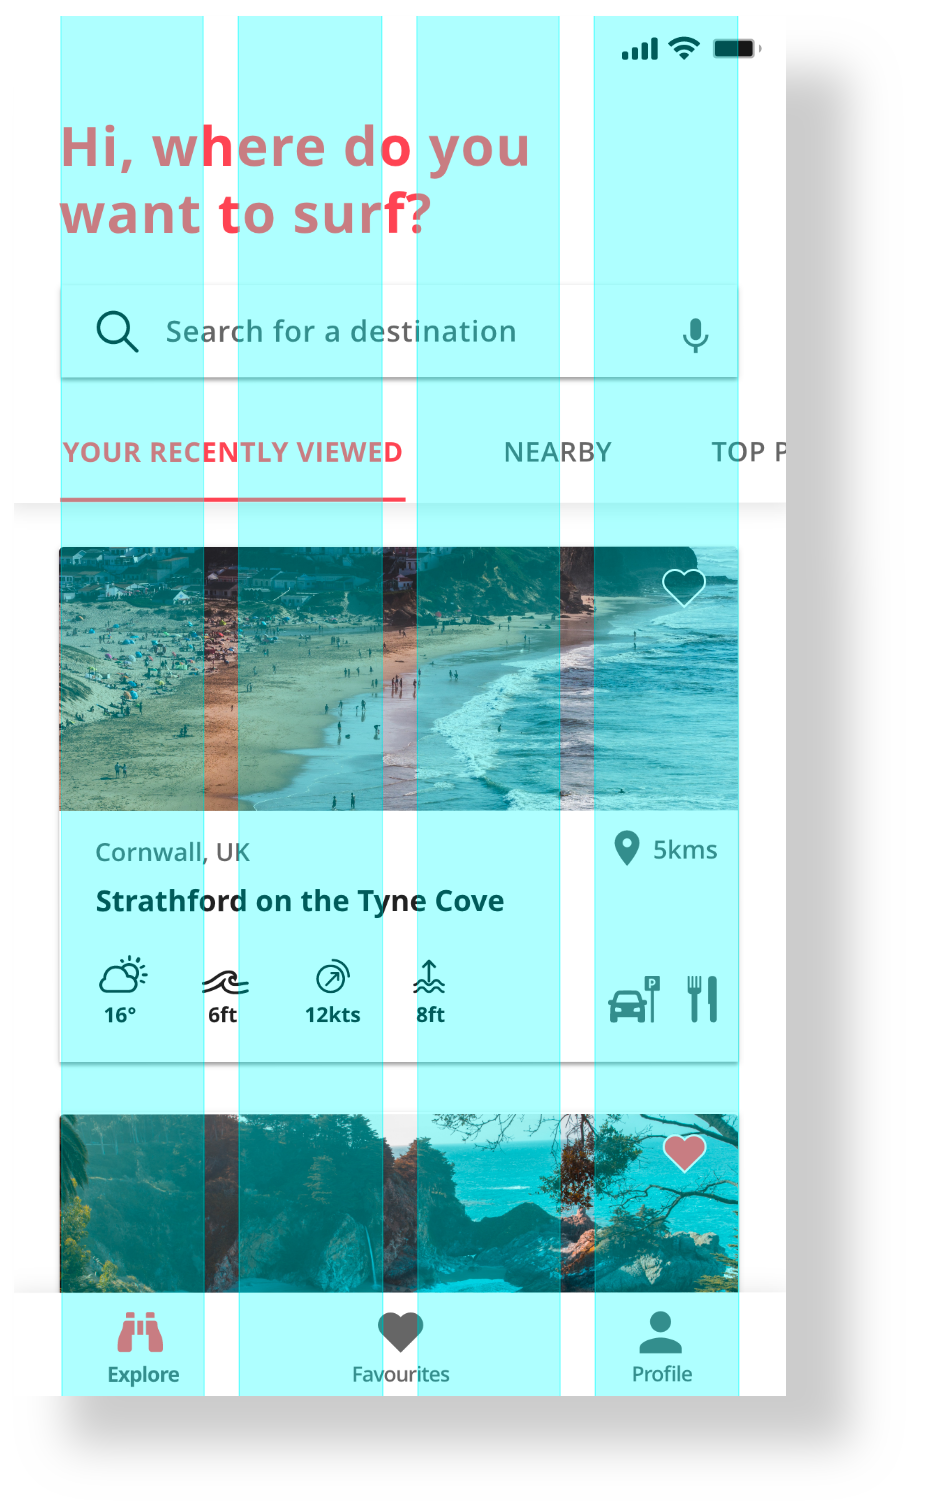 Hi, where do you
want to surf?
Search for a destination
YOUR RECENTLY VIEWED NEARBY TOP P
Cornwall, UK 5kms
Strathford on the Tyne Cove
P
16° 6ft 12kts 8ft
Explore Favourites Profile